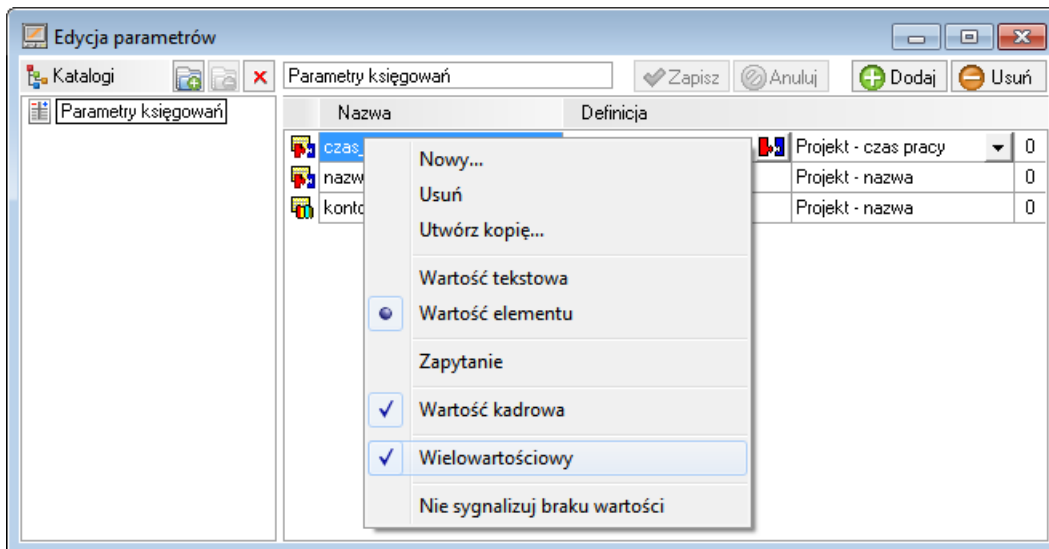 Edycja parametrów
Katalogi Parametry księgowań Zapisz Anuluj Dodaj Usuń
Parametry księgowań Nazwa Definicja
czas_ Projekt - czas pracy 0
nazw Projekt - nazwa 0
konto Projekt - nazwa 0
Nowy...
Usuń
Utwórz kopię...
Wartość tekstowa
Wartość elementu
Zapytanie
Wartość kadrowa
Wielowartościowy
Nie sygnalizuj braku wartości